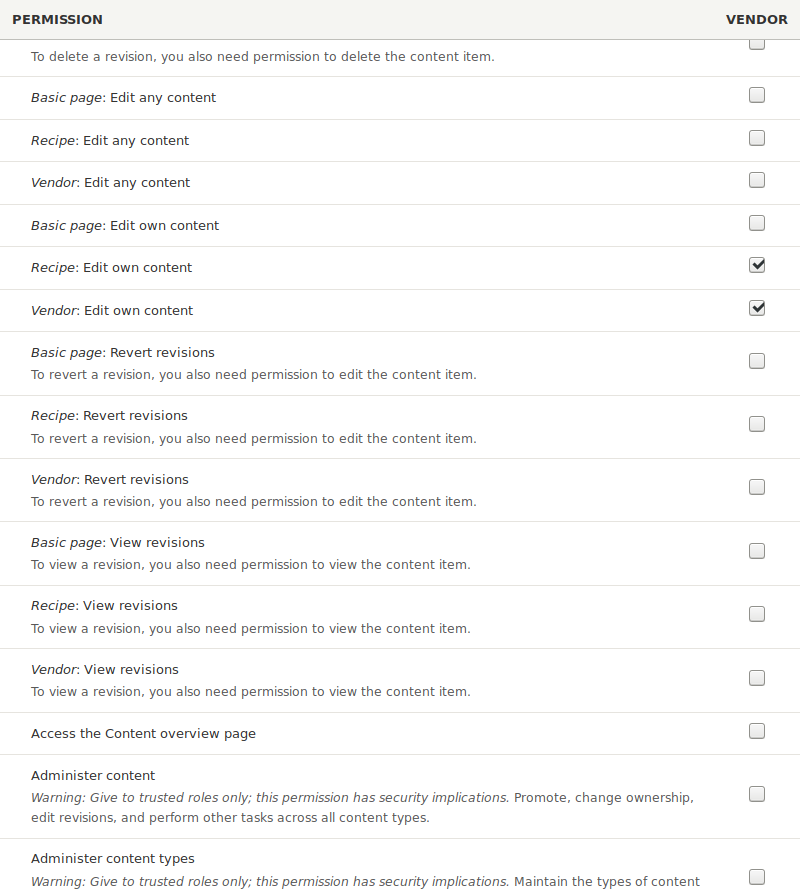 PERMISSION VENDOR
To delete a revision, you also need permission to delete the content item.
Basic page: Edit any content
Recipe: Edit any content
Vendor: Edit any content
Basic page: Edit own content
Recipe: Edit own content
Vendor: Edit own content
Basic page: Revert revisions
To revert a revision, you also need permission to edit the content item.
Recipe: Revert revisions
To revert a revision, you also need permission to edit the content item.
Vendor: Revert revisions
To revert a revision, you also need permission to edit the content item.
Basic page: View revisions
To view a revision, you also need permission to view the content item.
Recipe: View revisions
To view a revision, you also need permission to view the content item.
Vendor: View revisions
To view a revision, you also need permission to view the content item.
Access the Content overview page
Administer content
Warning: Give to trusted roles only; this permission has security implications. Promote, change ownership,
edit revisions, and perform other tasks across all content types.
Administer content types
Warning: Give to trusted roles only; this permission has security implications. Maintain the types of content